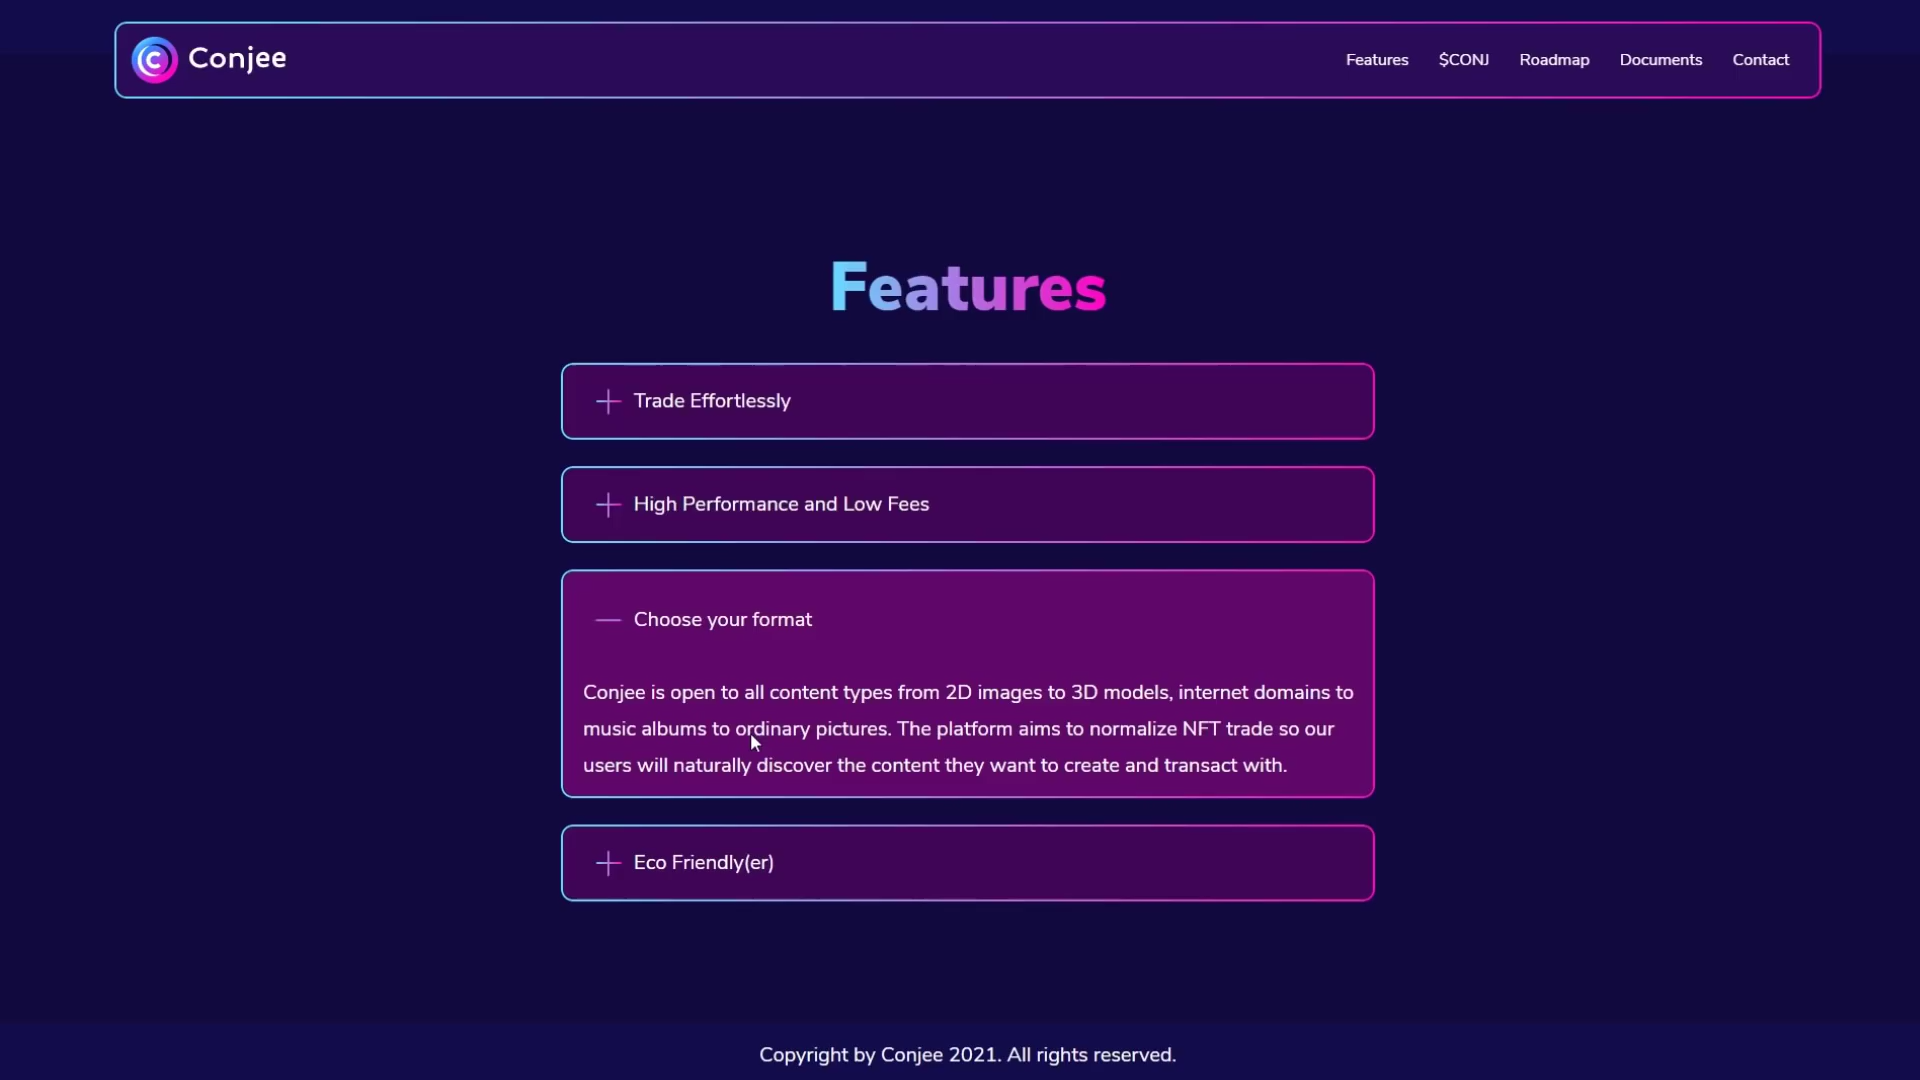 Conjee
Features $CONJ Roadmap Documents Contact
Features
Trade Effortlessly
High Performance and Low Fees
Choose your format
Conjee is open to all content types from 2D images to 3D models, internet domains to
music albums to ordinary pictures. The platform aims to normalize NFT trade so our
users will naturally discover the content they want to create and transact with.
Eco Friendly(er)
Copyright by Conjee 2021. All rights reserved.